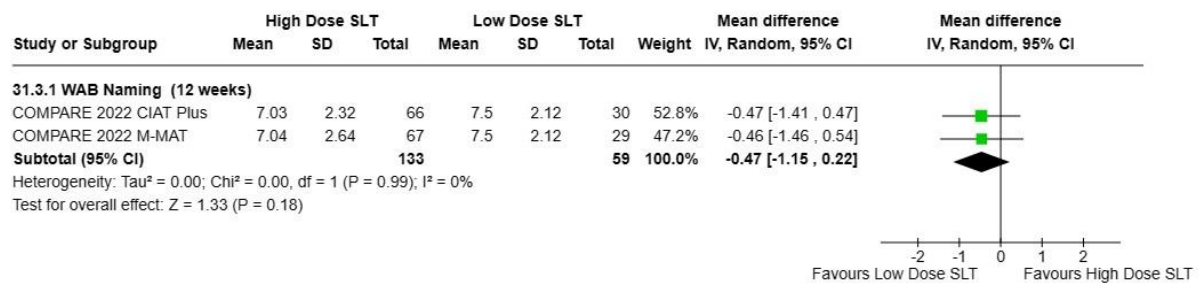 High Dose SLT Low Dose SLT Mean difference Mean difference
Study or Subgroup Mean SD Total Mean SD Total Weight IV, Random, 95% CI IV, Random, 95% CI
31.3.1 WAB Naming (12 weeks)
COMPARE 2022 CIAT Plus 7.03 2.32 66 7.5 2.12 30 52.8% -0.47 [-1.41 , 0.47]
COMPARE 2022 M-MAT 7.04 2.64 67 7.5 2.12 29 47.2% -0.46 [-1.46 , 0.54]
Subtotal (95% CI) 133 59 100.0% -0.47 [-1.15 , 0.22]
Heterogeneity: Tau² = 0.00; Chi² = 0.00, df = 1 (P = 0.99); I² = 0%
Test for overall effect: Z = 1.33 (P = 0.18)
-2 -1 0 1 2
Favours Low Dose SLT Favours High Dose SLT